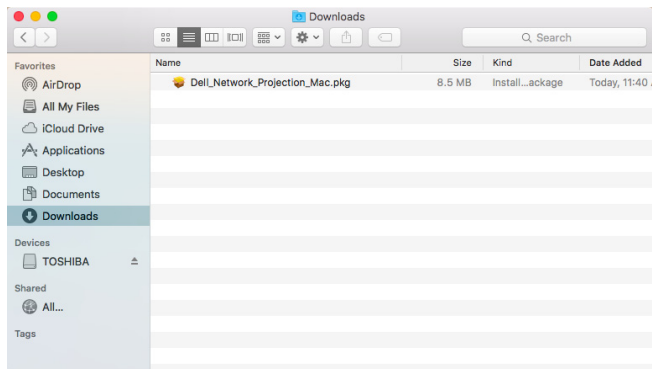 Downloads
Search
Favorites
AirDrop
All My Files
iCloud Drive
Applications
Desktop
Documents
Downloads
Devices
TOSHIBA
Shared
All...
Tags
Name Size Kind Date Added
Dell_Network_Projection_Mac.pkg 8.5 MB Install...ackage Today, 11:40